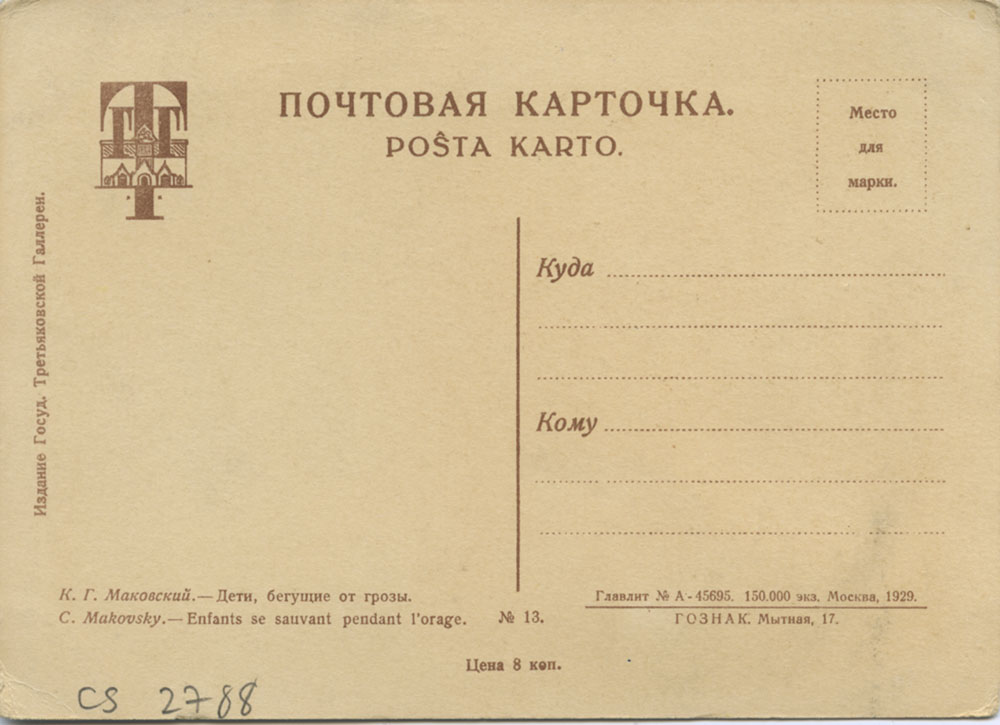 ПОЧТОВАЯ КАРТОЧКА.
POŜTA KARTO.
Место
для
марки.
Издание Госуд. Третьяковской Галлереи.
Куда
Кому
К. Г. Маковский.—Дети, бегущие от грозы.
C. Makovsky.—Enfants se sauvant pendant l'orage. № 13.
Главлит № А-45695. 150.000 экз. Москва, 1929.
ГОЗНАК. Мытная, 17.
Цена 8 коп.
CS 2788